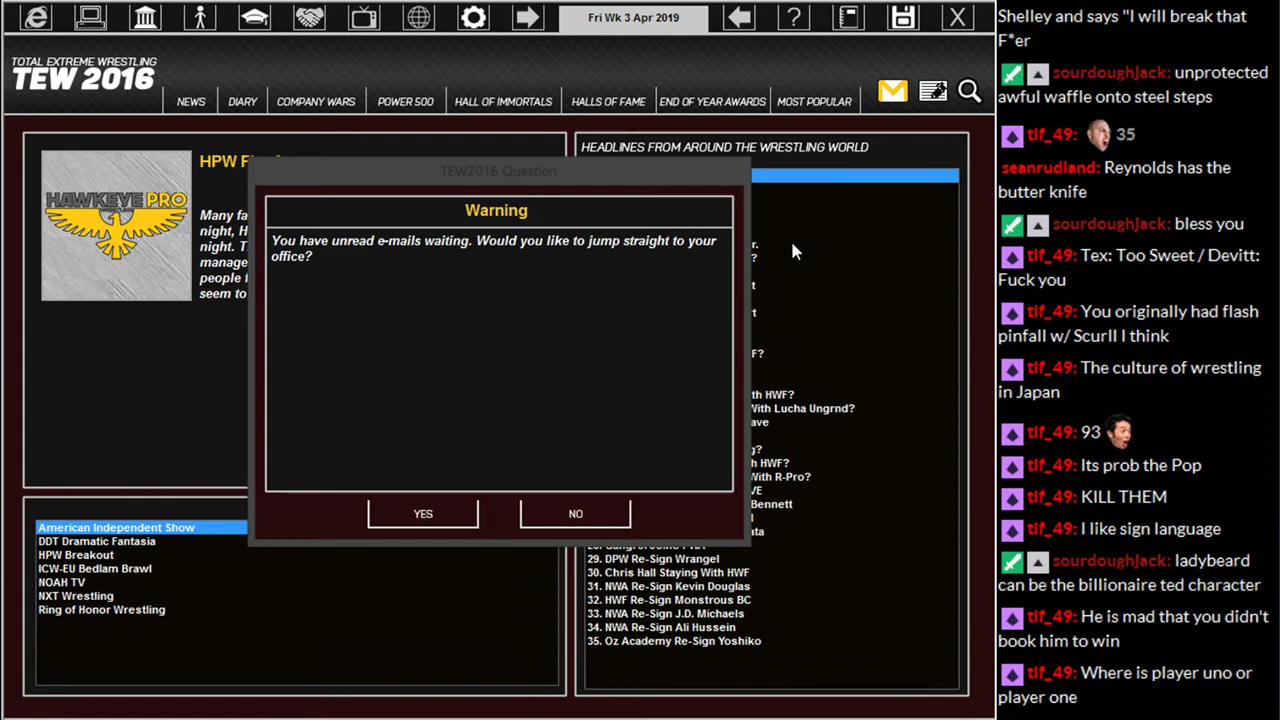 Fri Wk 3 Apr 2019
TOTAL EXTREME WRESTLING
TEW 2016
NEWS
DIARY
COMPANY WARS
POWER 500
HALL OF IMMORTALS
HALLS OF FAME
END OF YEAR AWARDS
MOST POPULAR
HAWKEYE PRO
HPW
Many fa
night, H
night. T
manage
people f
seem to
TEW2016 Question
Warning
You have unread e-mails waiting. Would you like to jump straight to your
office?
YES
NO
American Independent Show
DDT Dramatic Fantasia
HPW Breakout
ICW-EU Bedlam Brawl
NOAH TV
NXT Wrestling
Ring of Honor Wrestling
HEADLINES FROM AROUND THE WRESTLING WORLD
r.
?
t
rt
F?
th HWF?
With Lucha Ungrnd?
ave
g?
h HWF?
With R-Pro?
VE
Bennett
l
ta
29. DPW Re-Sign Wrangel
30. Chris Hall Staying With HWF
31. NWA Re-Sign Kevin Douglas
32. HWF Re-Sign Monstrous BC
33. NWA Re-Sign J.D. Michaels
34. NWA Re-Sign Ali Hussein
35. Oz Academy Re-Sign Yoshiko
Shelley and says "I will break that
F*er
sourdoughjack: unprotected
awful waffle onto steel steps
tlf_49: 35
seanrudland: Reynolds has the
butter knife
sourdoughjack: bless you
tlf_49: Tex: Too Sweet / Devitt:
Fuck you
tlf_49: You originally had flash
pinfall w/ Scurll I think
tlf_49: The culture of wrestling
in Japan
tlf_49: 93
tlf_49: Its prob the Pop
tlf_49: KILL THEM
tlf_49: I like sign language
sourdoughjack: ladybeard
can be the billionaire ted character
tlf_49: He is mad that you didn't
book him to win
tlf_49: Where is player uno or
player one